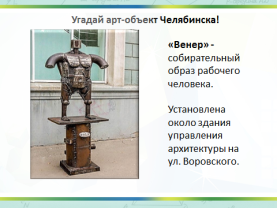 Угадай арт-объект Челябинска!
«Венер» -
собирательный
образ рабочего
человека.
Установлена
около здания
управления
архитектуры на
ул. Воровского.